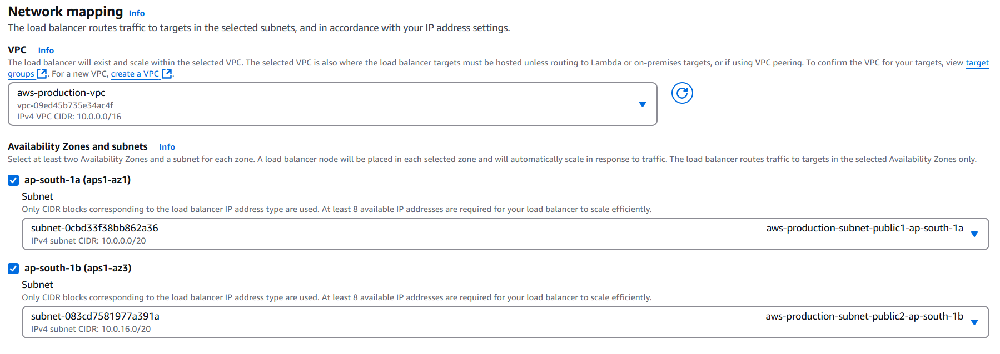 Network mapping Info
The load balancer routes traffic to targets in the selected subnets, and in accordance with your IP address settings.
VPC Info
The load balancer will exist and scale within the selected VPC. The selected VPC is also where the load balancer targets must be hosted unless routing to Lambda or on-premises targets, or if using VPC peering. To confirm the VPC for your targets, view target
groups. For a new VPC, create a VPC.
aws-production-vpc
vpc-09ed45b735e34ac4f
IPv4 VPC CIDR: 10.0.0.0/16
Availability Zones and subnets Info
Select at least two Availability Zones and a subnet for each zone. A load balancer node will be placed in each selected zone and will automatically scale in response to traffic. The load balancer routes traffic to targets in the selected Availability Zones only.
ap-south-1a (aps1-az1)
Subnet
Only CIDR blocks corresponding to the load balancer IP address type are used. At least 8 available IP addresses are required for your load balancer to scale efficiently.
subnet-0cbd33f38bb862a36 aws-production-subnet-public1-ap-south-1a
IPv4 subnet CIDR: 10.0.0.0/20
ap-south-1b (aps1-az3)
Subnet
Only CIDR blocks corresponding to the load balancer IP address type are used. At least 8 available IP addresses are required for your load balancer to scale efficiently.
subnet-083cd7581977a391a aws-production-subnet-public2-ap-south-1b
IPv4 subnet CIDR: 10.0.16.0/20